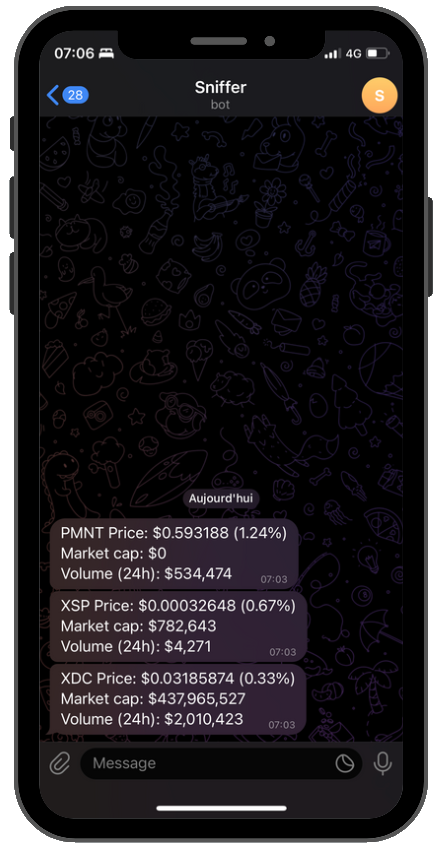 07:06
4G
28
Sniffer
bot
S
Aujourd'hui
PMNT Price: $0.593188 (1.24%)
Market cap: $0
Volume (24h): $534,474
07:03
XSP Price: $0.00032648 (0.67%)
Market cap: $782,643
Volume (24h): $4,271
07:03
XDC Price: $0.03185874 (0.33%)
Market cap: $437,965,527
Volume (24h): $2,010,423
07:03
Message